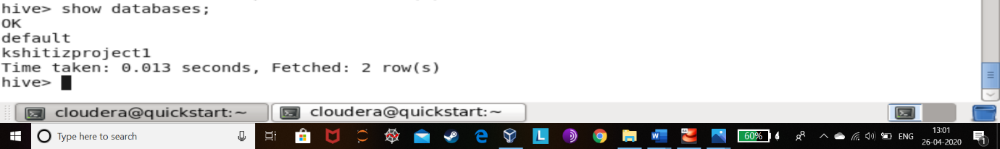 hive> show databases;
OK
default
kshitizproject1
Time taken: 0.013 seconds, Fetched: 2 row(s)
hive>
cloudera@quickstart:~ cloudera@quickstart:~
Type here to search L W 60% ENG 13:01
26-04-2020 1